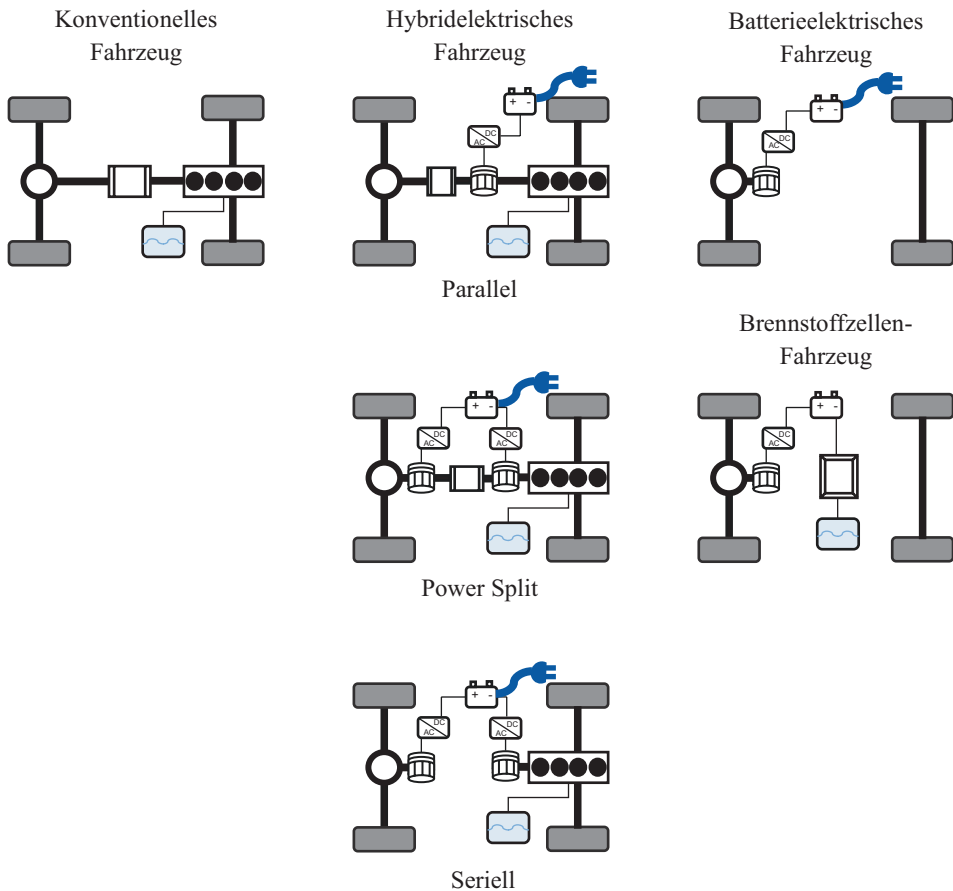 Konventionelles
Fahrzeug
Hybridelektrisches
Fahrzeug
Batterieelektrisches
Fahrzeug
+ -
DC
AC
+ -
DC
AC
Parallel
Brennstoffzellen-
Fahrzeug
+ -
DC
AC
DC
AC
+ -
DC
AC
Power Split
+ -
DC
AC
DC
AC
Seriell